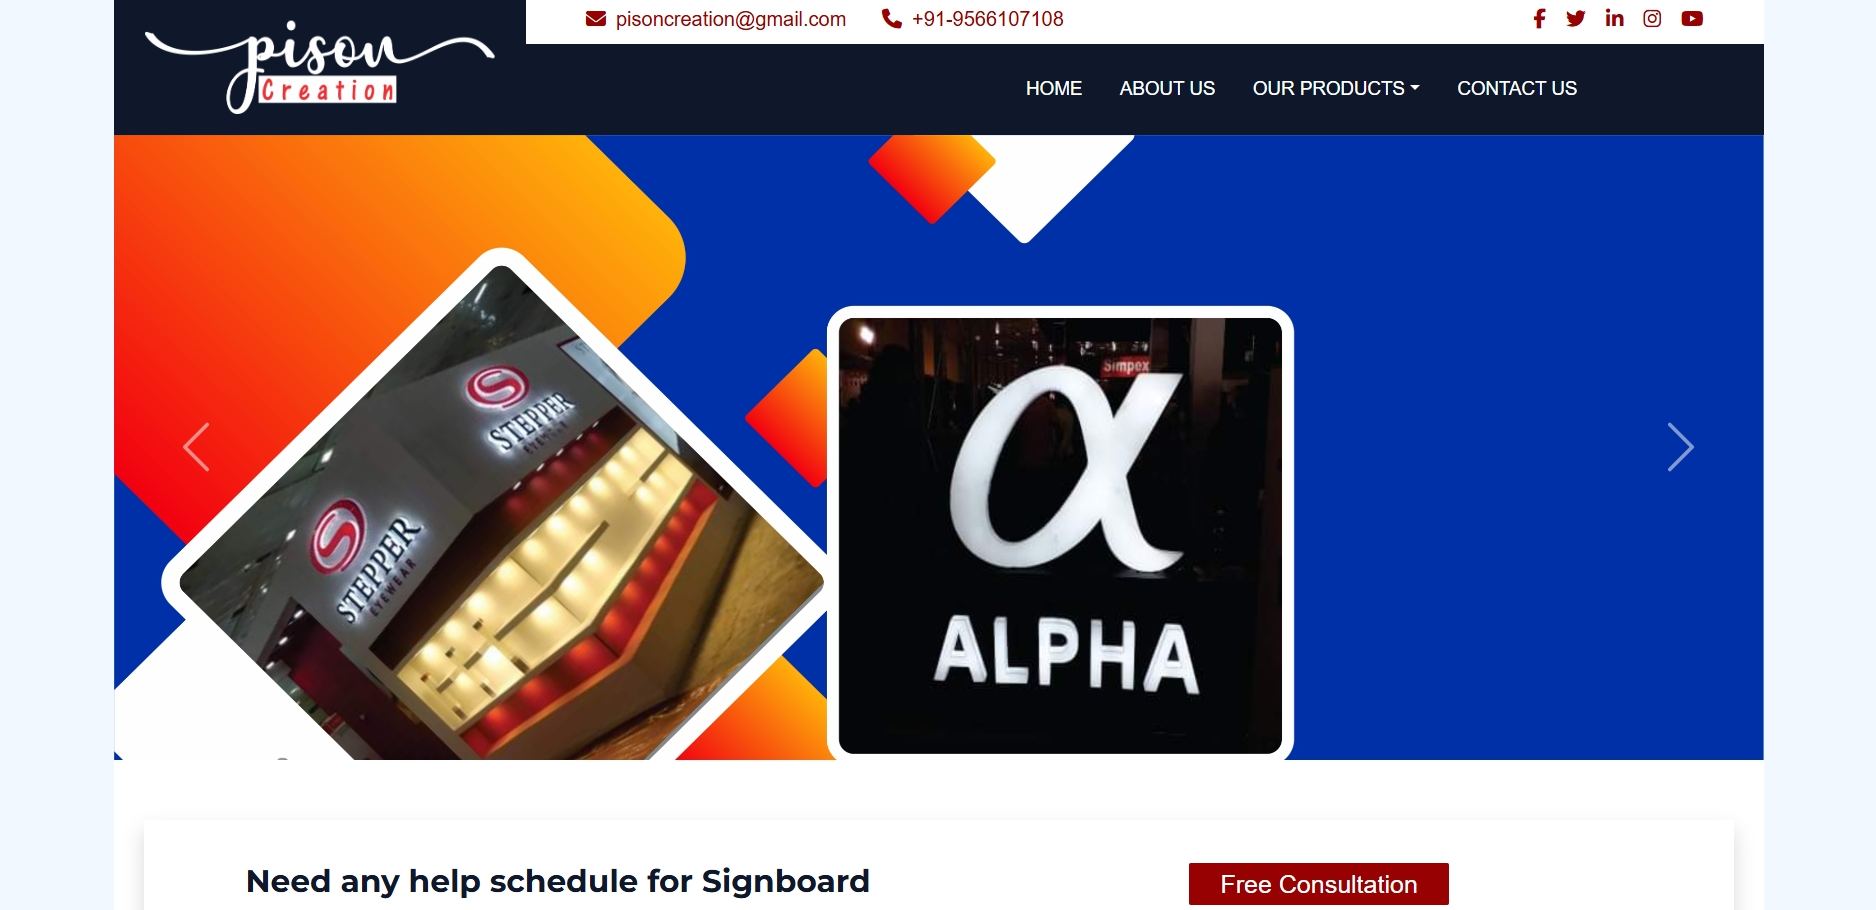 pison
Creation
pisoncreation@gmail.com
+91-9566107108
HOME
ABOUT US
OUR PRODUCTS
CONTACT US
STEPPER
EYEWEAR
STEPPER
EYEWEAR
Simpex
α
ALPHA
Need any help schedule for Signboard
Free Consultation